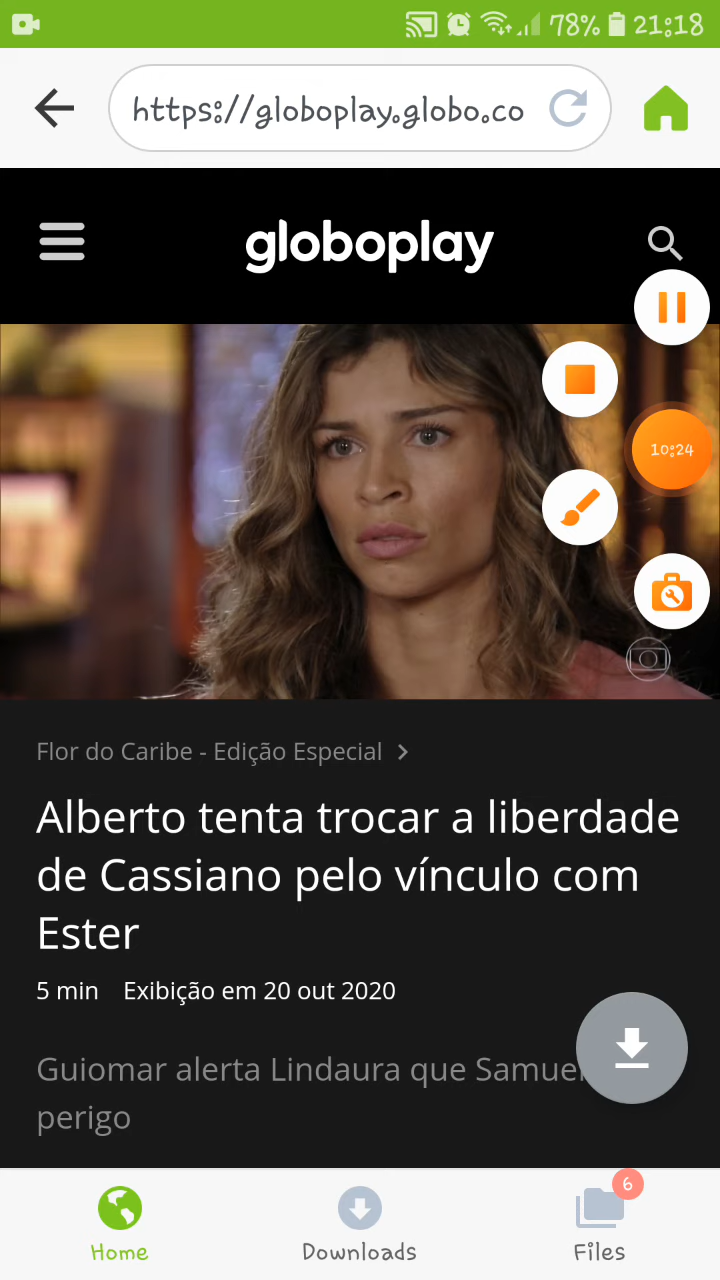 78% 21:18
https://globoplay.globo.co
globoplay
10:24
Flor do Caribe - Edição Especial
Alberto tenta trocar a liberdade
de Cassiano pelo vínculo com
Ester
5 min Exibição em 20 out 2020
Guiomar alerta Lindaura que Samuel
perigo
6
Home Downloads Files